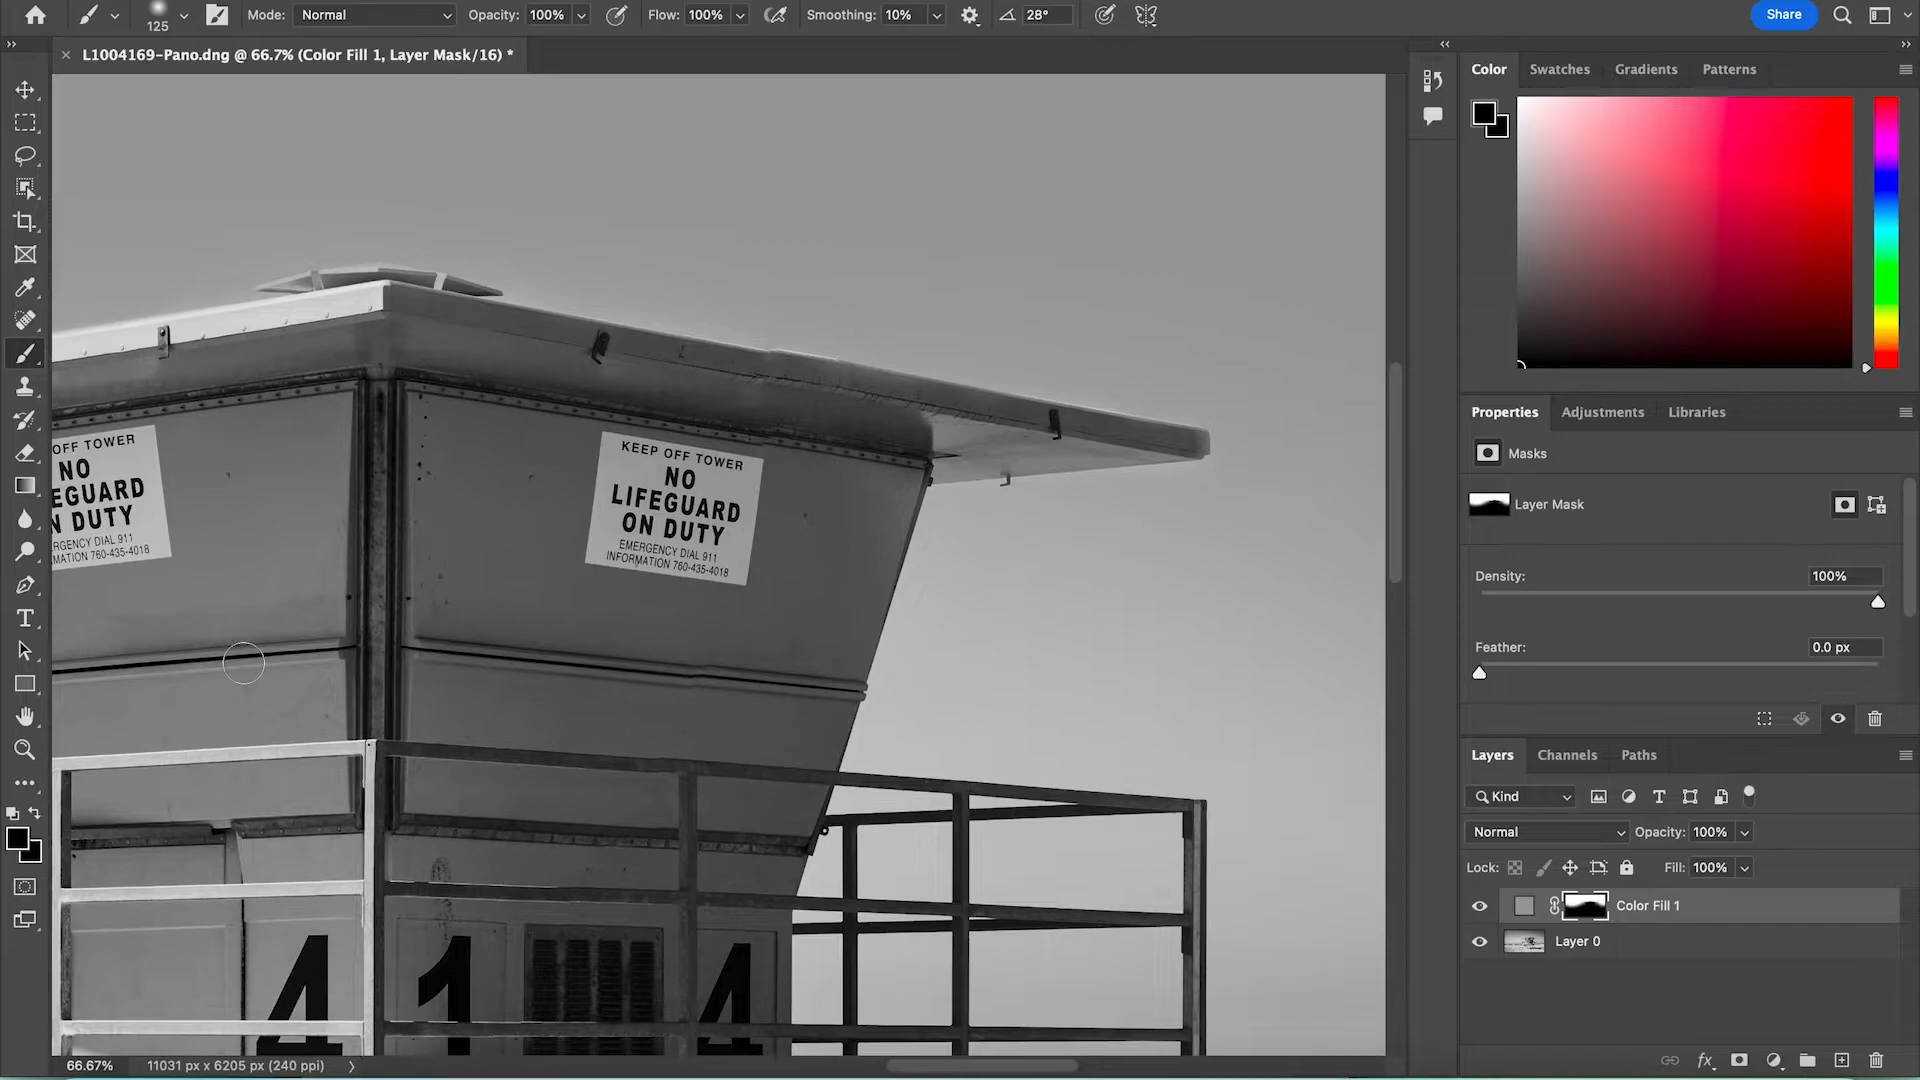 125
Mode: Normal
Opacity: 100%
Flow: 100%
Smoothing: 10%
28°
Share
L1004169-Pano.dng @ 66.7% (Color Fill 1, Layer Mask/16) *
Color
Swatches
Gradients
Patterns
OFF TOWER
NO
EGUARD
N DUTY
ERGENCY DIAL 911
MATION 760-435-4018
KEEP OFF TOWER
NO
LIFEGUARD
ON DUTY
EMERGENCY DIAL 911
INFORMATION 760-435-4018
4
1
4
Properties
Adjustments
Libraries
Masks
Layer Mask
Density: 100%
Feather: 0.0 px
Layers
Channels
Paths
Kind
Normal
Opacity: 100%
Lock:
Fill: 100%
Color Fill 1
Layer 0
fx
66.67%
11031 px x 6205 px (240 ppi)